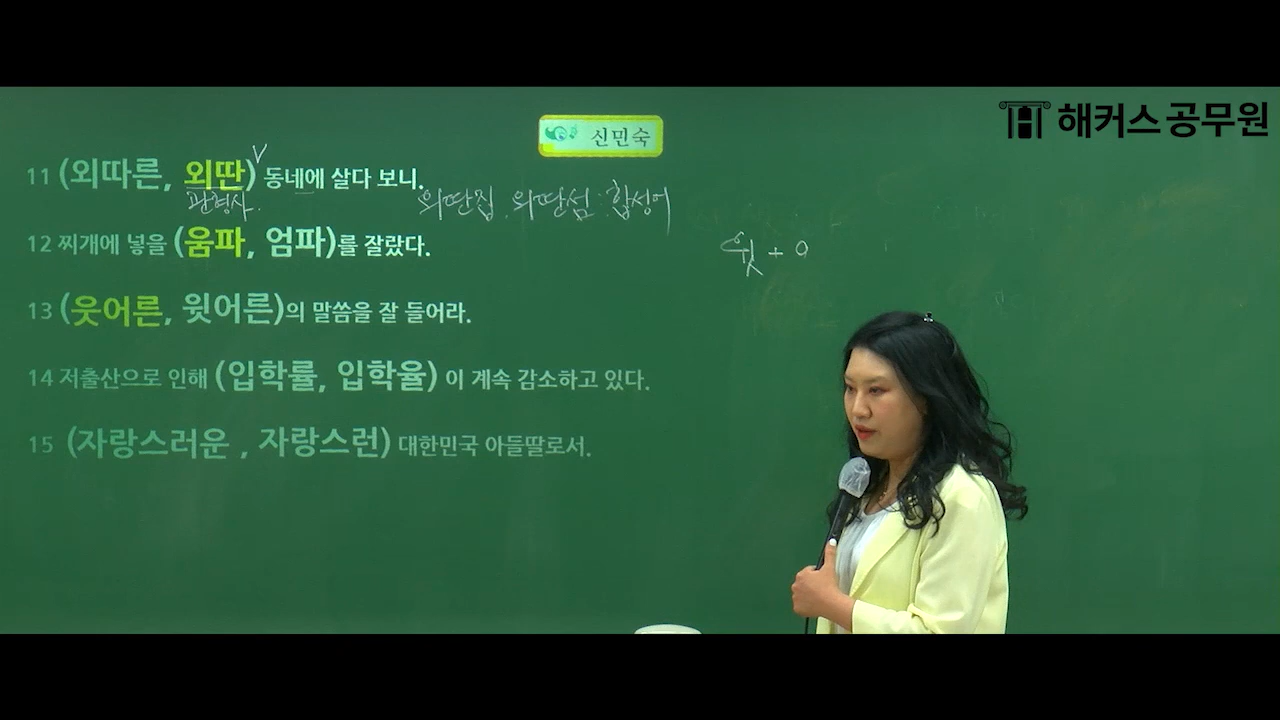 해커스 공무원
신민숙
11 (외따른, 외딴)∨ 동네에 살다 보니.
관형사. 외딴집. 외딴섬 : 합성어
12 찌개에 넣을 (움파, 엄파)를 잘랐다.
윗 + ㅇ
13 (웃어른, 윗어른)의 말씀을 잘 들어라.
14 저출산으로 인해 (입학률, 입학율) 이 계속 감소하고 있다.
15 (자랑스러운 , 자랑스런) 대한민국 아들딸로서.